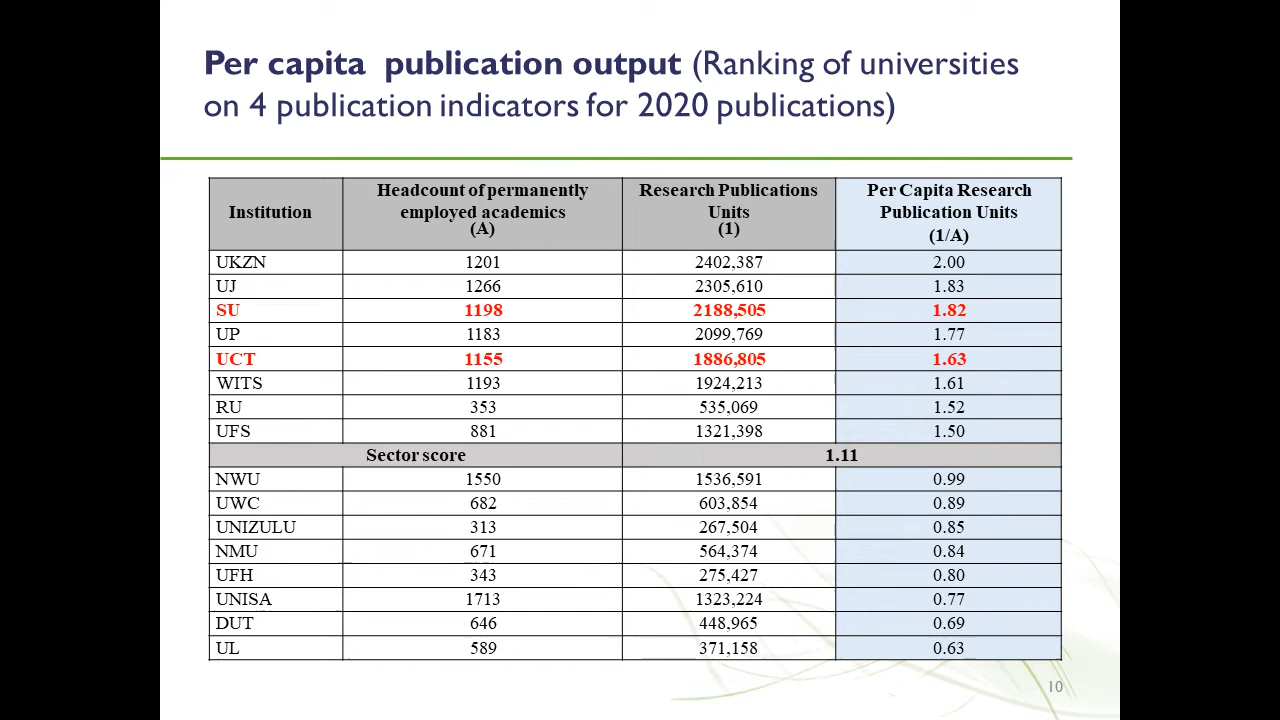 Per capita  publication output (Ranking of universities
on 4 publication indicators for 2020 publications)
Institution
Headcount of permanently
employed academics
(A)
Research Publications
Units
(1)
Per Capita Research
Publication Units
(1/A)
UKZN 1201 2402,387 2.00
UJ 1266 2305,610 1.83
SU 1198 2188,505 1.82
UP 1183 2099,769 1.77
UCT 1155 1886,805 1.63
WITS 1193 1924,213 1.61
RU 353 535,069 1.52
UFS 881 1321,398 1.50
Sector score 1.11
NWU 1550 1536,591 0.99
UWC 682 603,854 0.89
UNIZULU 313 267,504 0.85
NMU 671 564,374 0.84
UFH 343 275,427 0.80
UNISA 1713 1323,224 0.77
DUT 646 448,965 0.69
UL 589 371,158 0.63
10